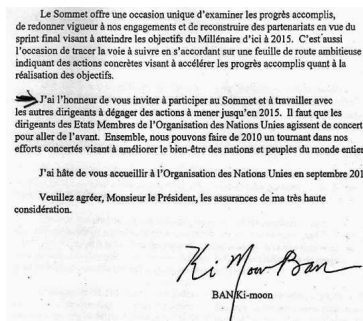 Le Sommet offre une occasion unique d'examiner les progrès accomplis,
de redonner vigueur à nos engagements et de reconstruire des partenariats en vue du
sprint final visant à atteindre les objectifs du Millénaire d'ici à 2015. C'est aussi
l'occasion de tracer la voie à suivre en s'accordant sur une feuille de route ambitieuse
indiquant des actions concrètes visant à accélérer les progrès accomplis quant à la
réalisation des objectifs.
J'ai l'honneur de vous inviter à participer au Sommet et à travailler avec
les autres dirigeants à dégager des actions à mener jusqu'en 2015. Il faut que les
dirigeants des Etats Membres de l'Organisation des Nations Unies agissent de concert
pour aller de l'avant. Ensemble, nous pouvons faire de 2010 un tournant dans nos
efforts concertés visant à améliorer le bien-être des nations et peuples du monde entier
J'ai hâte de vous accueillir à l'Organisation des Nations Unies en septembre 201
Veuillez agréer, Monsieur le Président, les assurances de ma très haute
considération.
Ki Moon Ban
BAN Ki-moon